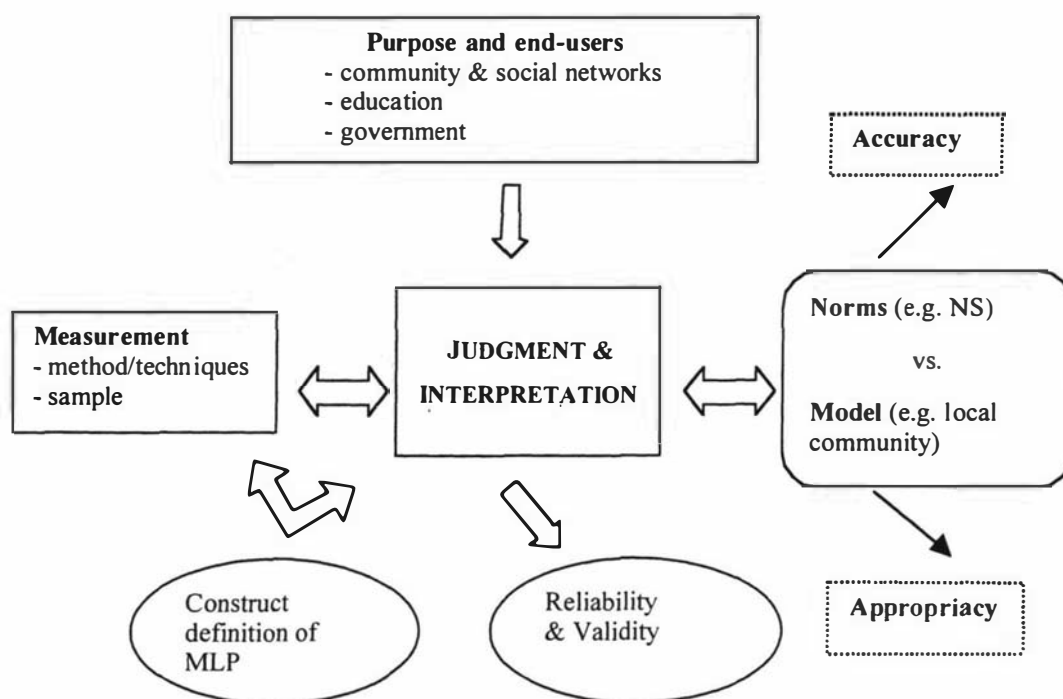 Purpose and end-users
- community & social networks
- education
- government
Accuracy
Measurement
- method/techniques
- sample
JUDGMENT &
INTERPRETATION
Norms (e.g. NS)
vs.
Model (e.g. local
community)
Construct
definition of
MLP
Reliability
& Validity
Appropriacy